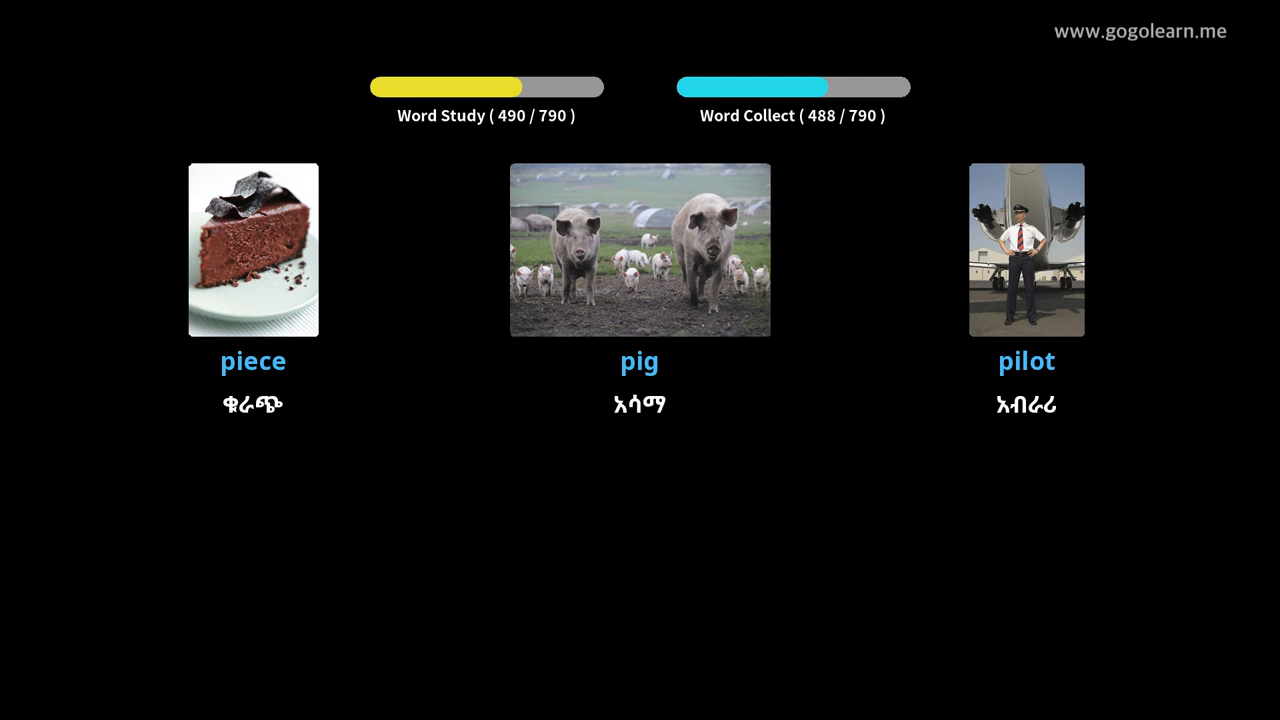 www.gogolearn.me
Word Study ( 490 / 790 )
Word Collect ( 488 / 790 )
piece
pig
pilot
ቁራጭ
አሳማ
አብራሪ